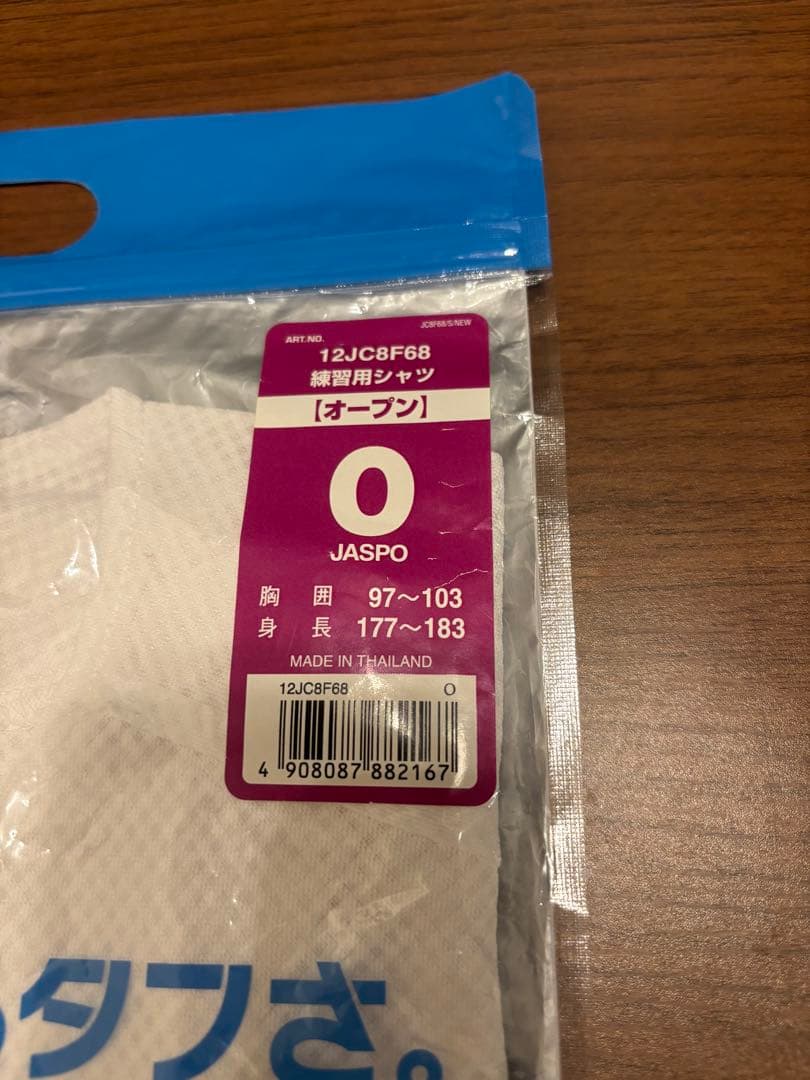 JC8F68/S/NEW
ART.NO.
12JC8F68
練習用シャツ
【オープン】
O
JASPO
胸囲 97〜103
身長 177〜183
MADE IN THAILAND
12JC8F68 O
4 908087 882167
タフさ。